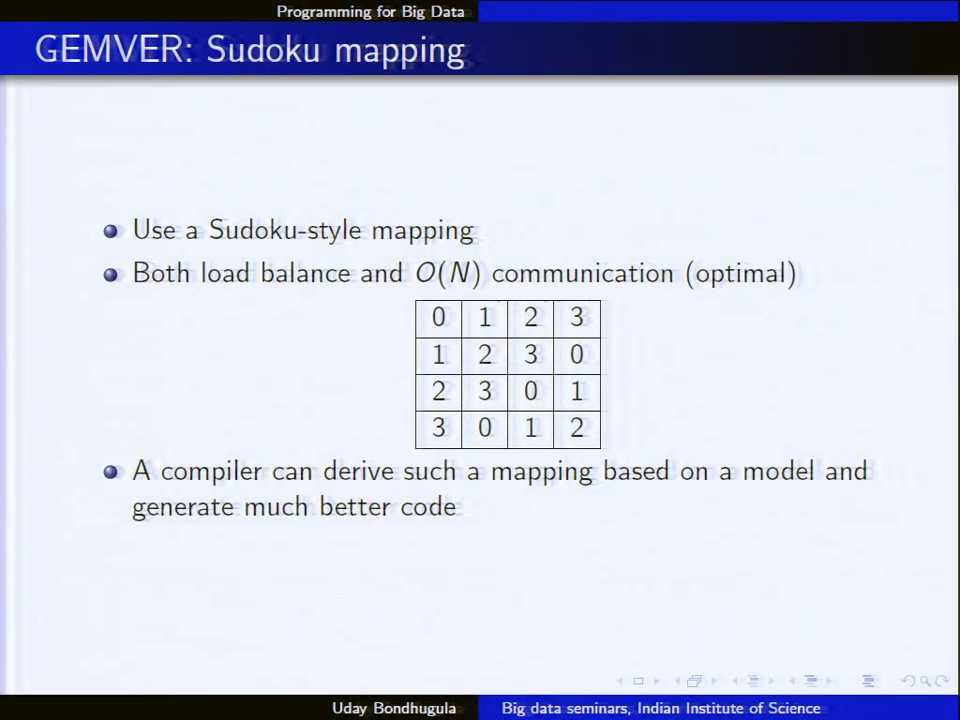 Programming for Big Data
GEMVER: Sudoku mapping
Use a Sudoku-style mapping
Both load balance and O(N) communication (optimal)
0 1 2 3
1 2 3 0
2 3 0 1
3 0 1 2
A compiler can derive such a mapping based on a model and
generate much better code
Uday Bondhugula Big data seminars, Indian Institute of Science